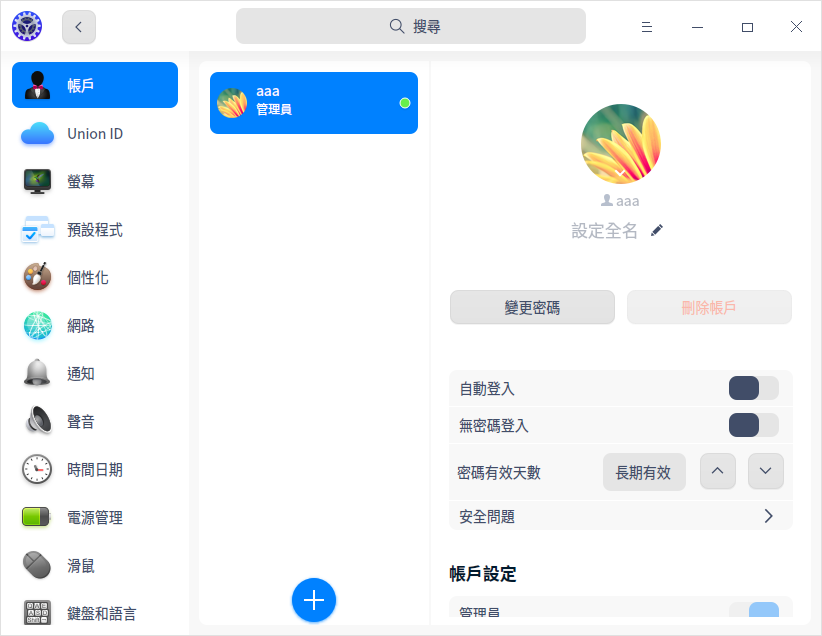 搜尋
帳戶
Union ID
螢幕
預設程式
個性化
網路
通知
聲音
時間日期
電源管理
滑鼠
鍵盤和語言
aaa
管理員
aaa
設定全名
變更密碼
刪除帳戶
自動登入
無密碼登入
密碼有效天數
長期有效
安全問題
帳戶設定
管理員